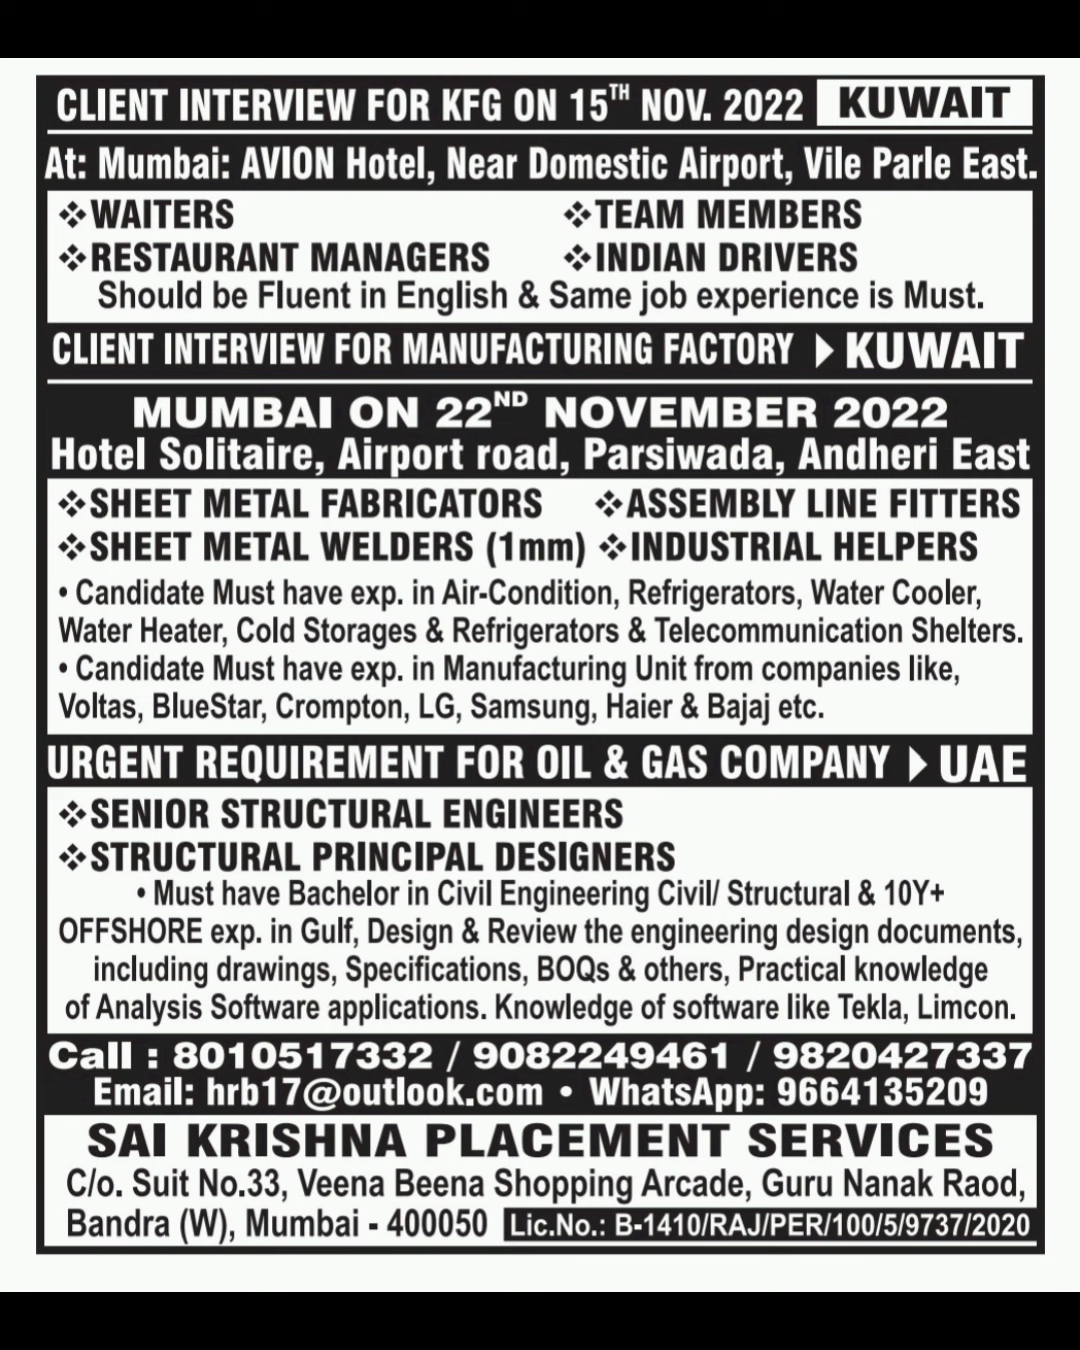 CLIENT INTERVIEW FOR KFG ON 15TH NOV. 2022 KUWAIT
At: Mumbai: AVION Hotel, Near Domestic Airport, Vile Parle East.
❖WAITERS ❖TEAM MEMBERS
❖RESTAURANT MANAGERS ❖INDIAN DRIVERS
Should be Fluent in English & Same job experience is Must.
CLIENT INTERVIEW FOR MANUFACTURING FACTORY ▶ KUWAIT
MUMBAI ON 22ND NOVEMBER 2022
Hotel Solitaire, Airport road, Parsiwada, Andheri East
❖SHEET METAL FABRICATORS ❖ASSEMBLY LINE FITTERS
❖SHEET METAL WELDERS (1mm) ❖INDUSTRIAL HELPERS
• Candidate Must have exp. in Air-Condition, Refrigerators, Water Cooler,
Water Heater, Cold Storages & Refrigerators & Telecommunication Shelters.
• Candidate Must have exp. in Manufacturing Unit from companies like,
Voltas, BlueStar, Crompton, LG, Samsung, Haier & Bajaj etc.
URGENT REQUIREMENT FOR OIL & GAS COMPANY ▶ UAE
❖SENIOR STRUCTURAL ENGINEERS
❖STRUCTURAL PRINCIPAL DESIGNERS
• Must have Bachelor in Civil Engineering Civil/ Structural & 10Y+
OFFSHORE exp. in Gulf, Design & Review the engineering design documents,
including drawings, Specifications, BOQs & others, Practical knowledge
of Analysis Software applications. Knowledge of software like Tekla, Limcon.
Call : 8010517332 / 9082249461 / 9820427337
Email: hrb17@outlook.com • WhatsApp: 9664135209
SAI KRISHNA PLACEMENT SERVICES
C/o. Suit No.33, Veena Beena Shopping Arcade, Guru Nanak Raod,
Bandra (W), Mumbai - 400050 Lic.No.: B-1410/RAJ/PER/100/5/9737/2020